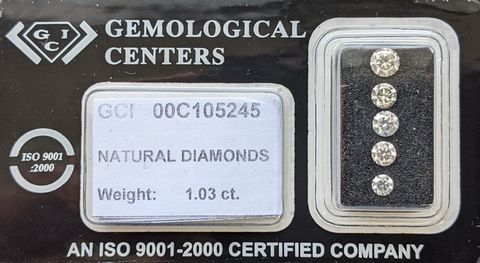 GCI
GEMOLOGICAL
CENTERS
GCI 00C105245
NATURAL DIAMONDS
Weight: 1.03 ct.
ISO 9001
:2000
AN ISO 9001-2000 CERTIFIED COMPANY